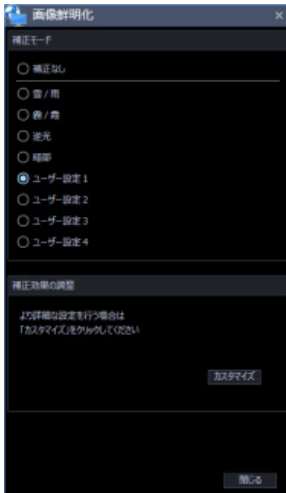 画像鮮明化
補正モード
補正なし
雪 / 雨
霧 / 靄
逆光
暗部
ユーザー設定 1
ユーザー設定 2
ユーザー設定 3
ユーザー設定 4
補正効果の調整
より詳細な設定を行う場合は
「カスタマイズ」をクリックしてください
カスタマイズ
閉じる